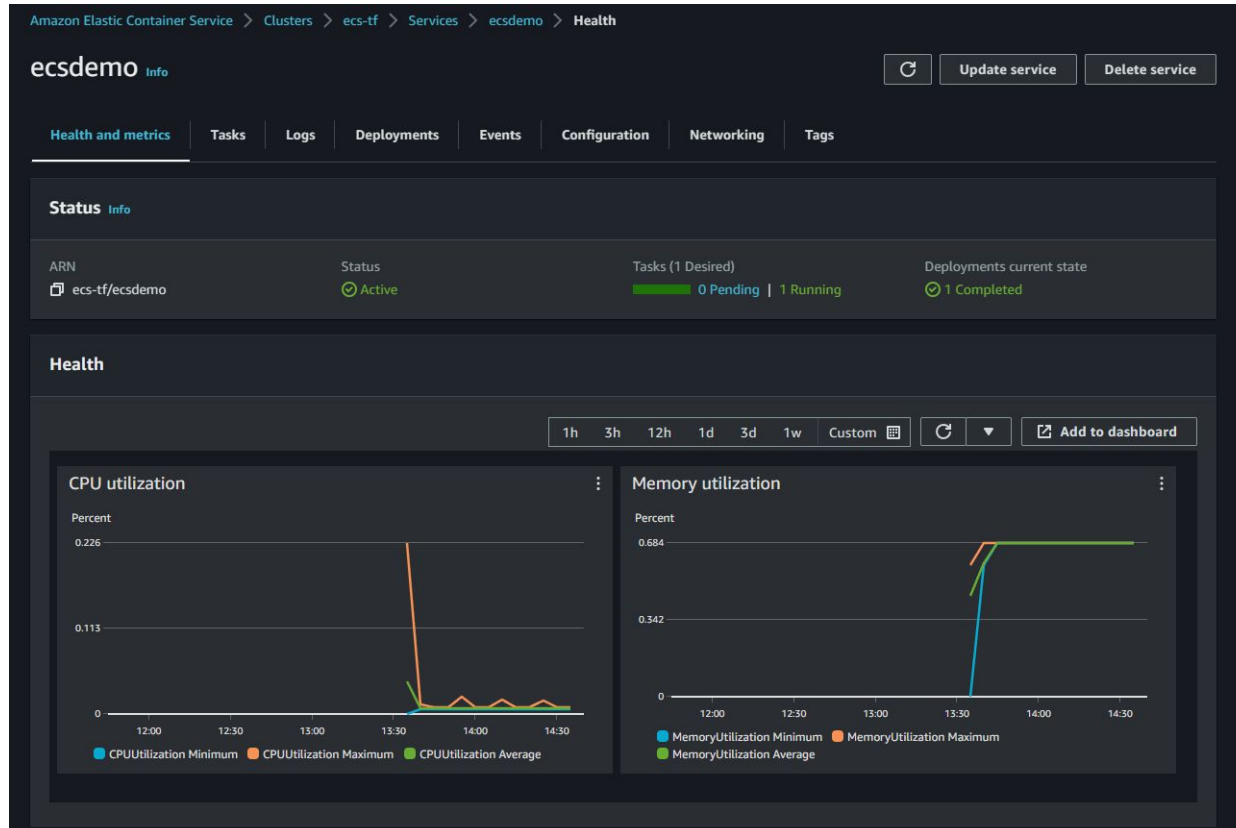 Amazon Elastic Container Service > Clusters > ecs-tf > Services > ecsdemo > Health
ecsdemo Info
Update service
Delete service
Health and metrics Tasks Logs Deployments Events Configuration Networking Tags
Status Info
ARN Status Tasks (1 Desired) Deployments current state
ecs-tf/ecsdemo Active 0 Pending | 1 Running 1 Completed
Health
1h 3h 12h 1d 3d 1w Custom Add to dashboard
CPU utilization
Percent
0.226
0.113
0
12:00 12:30 13:00 13:30 14:00 14:30
CPUUtilization Minimum CPUUtilization Maximum CPUUtilization Average
Memory utilization
Percent
0.684
0.342
0
12:00 12:30 13:00 13:30 14:00 14:30
MemoryUtilization Minimum MemoryUtilization Maximum
MemoryUtilization Average